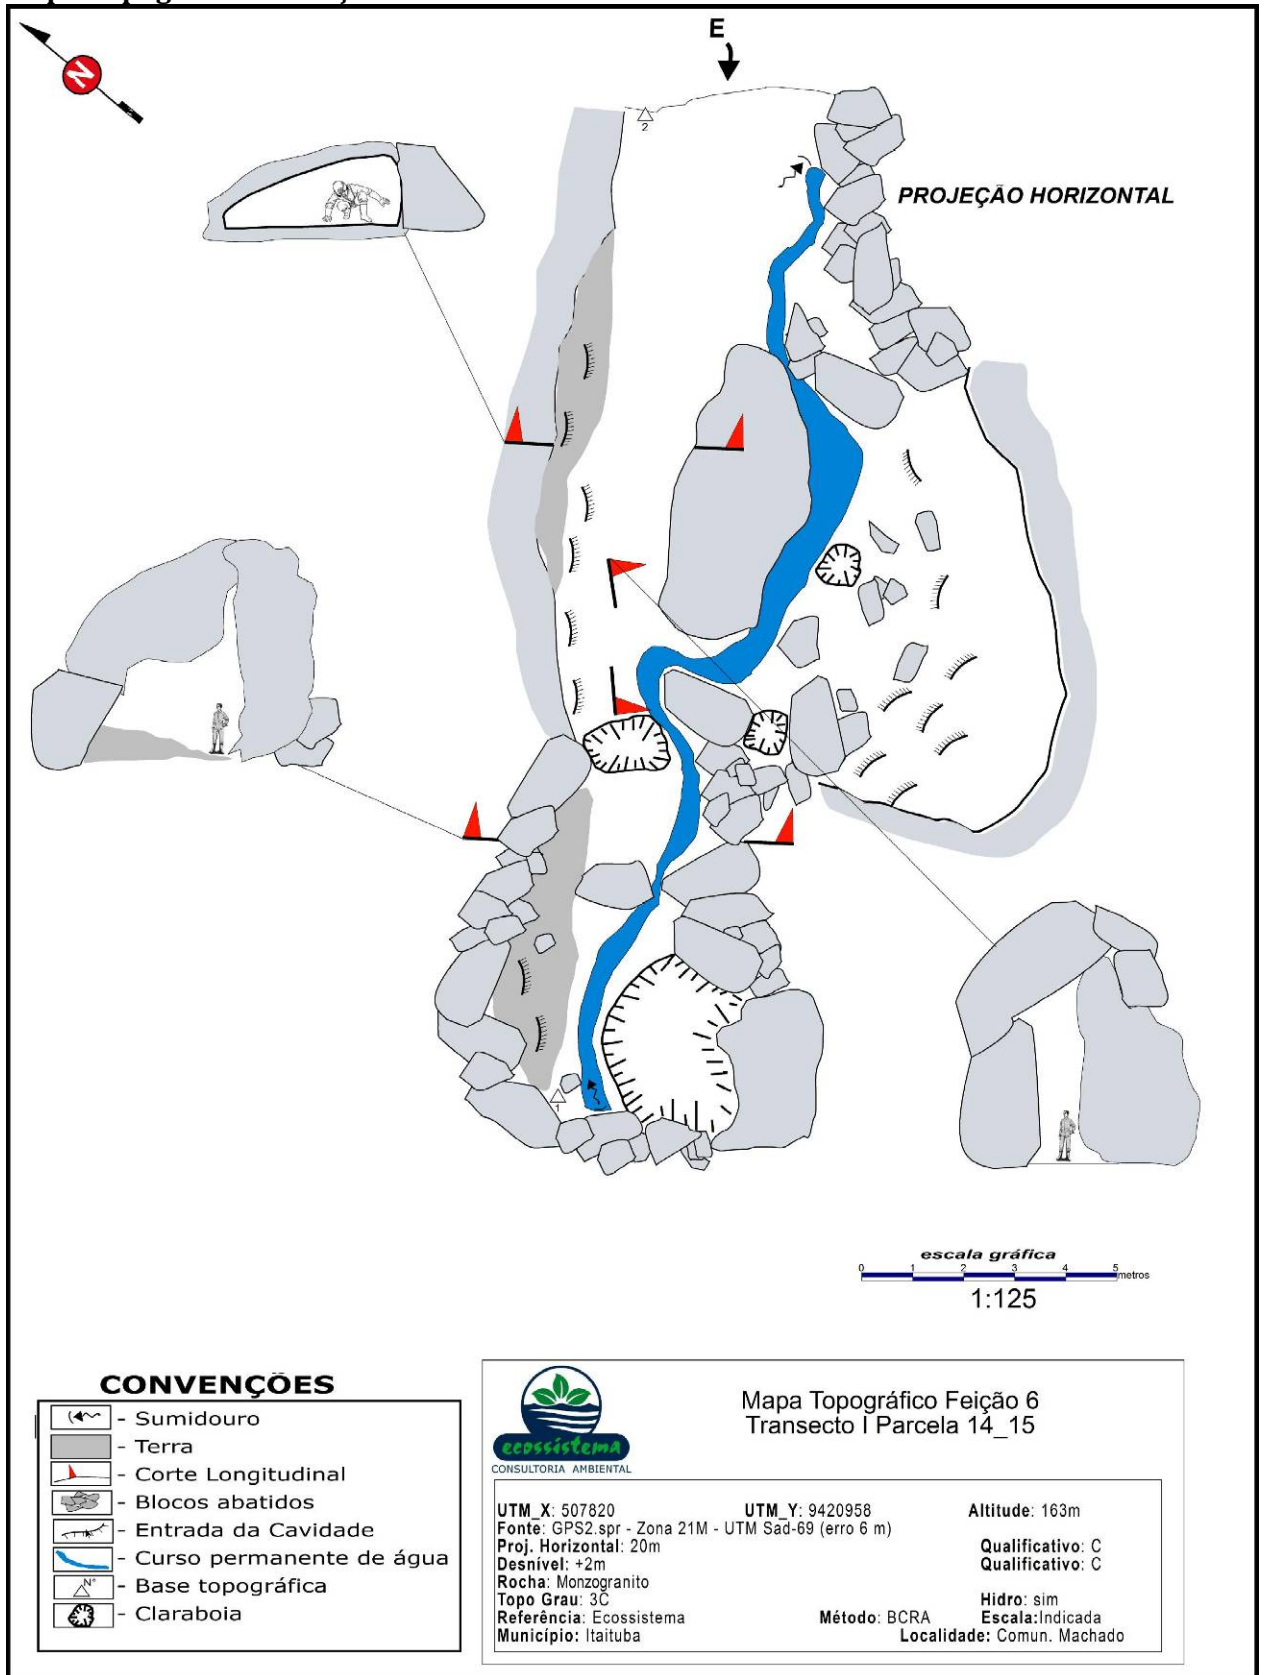 E
N
2
PROJEÇÃO HORIZONTAL
1
escala gráfica
0 1 2 3 4 5
metros
1:125
CONVENÇÕES
- Sumidouro
- Terra
- Corte Longitudinal
- Blocos abatidos
- Entrada da Cavidade
- Curso permanente de água
N° - Base topográfica
- Claraboia
ecossistema
CONSULTORIA AMBIENTAL
Mapa Topográfico Feição 6
Transecto I Parcela 14_15
UTM_X: 507820 UTM_Y: 9420958 Altitude: 163m
Fonte: GPS2.spr - Zona 21M - UTM Sad-69 (erro 6 m)
Proj. Horizontal: 20m Qualificativo: C
Desnível: +2m Qualificativo: C
Rocha: Monzogranito
Topo Grau: 3C Hidro: sim
Referência: Ecossistema Método: BCRA Escala:Indicada
Município: Itaituba Localidade: Comun. Machado